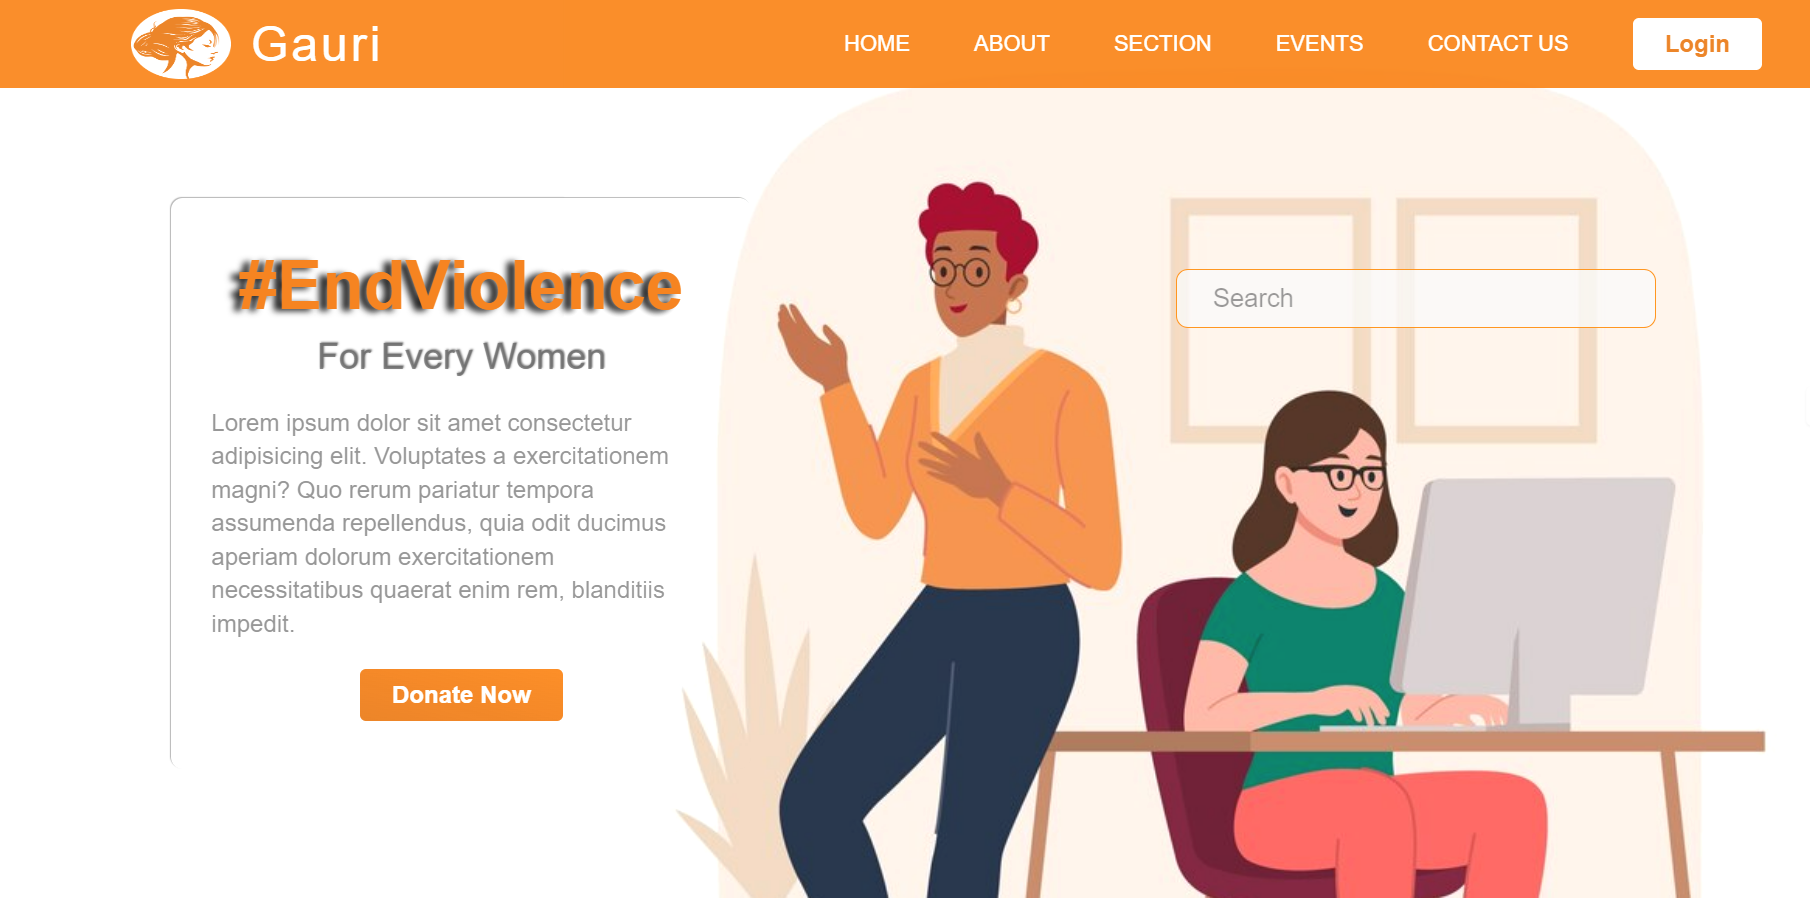 Gauri
HOME ABOUT SECTION EVENTS CONTACT US Login
#EndViolence
For Every Women
Search
Lorem ipsum dolor sit amet consectetur
adipisicing elit. Voluptates a exercitationem
magni? Quo rerum pariatur tempora
assumenda repellendus, quia odit ducimus
aperiam dolorum exercitationem
necessitatibus quaerat enim rem, blanditiis
impedit.
Donate Now